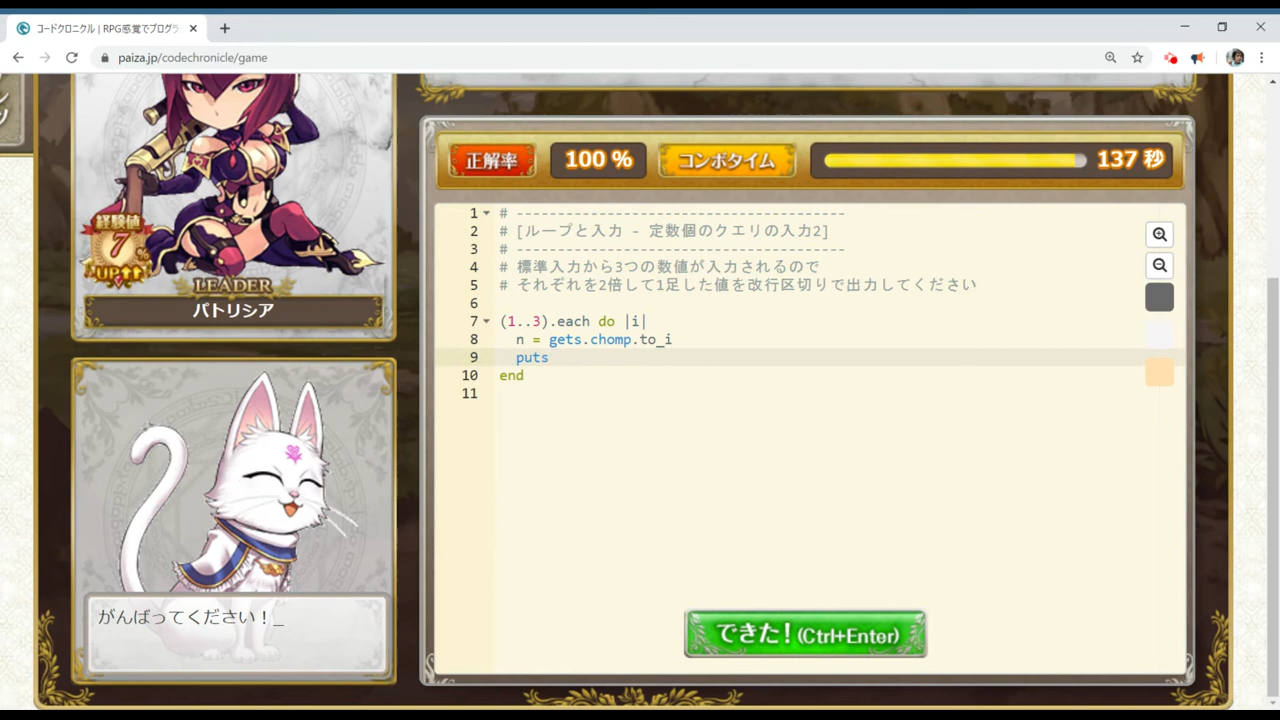 コードクロニクル | RPG感覚でプログラ
paiza.jp/codechronicle/game
経験値
7 %
UP
LEADER
パトリシア
がんばってください！_
正解率
100 %
コンボタイム
137 秒
1 # --------------------------------------
2 # [ループと入力 - 定数個のクエリの入力2]
3 # --------------------------------------
4 # 標準入力から3つの数値が入力されるので
5 # それぞれを2倍して1足した値を改行区切りで出力してください
6
7 (1..3).each do |i|
8   n = gets.chomp.to_i
9   puts
10 end
11
できた！(Ctrl+Enter)